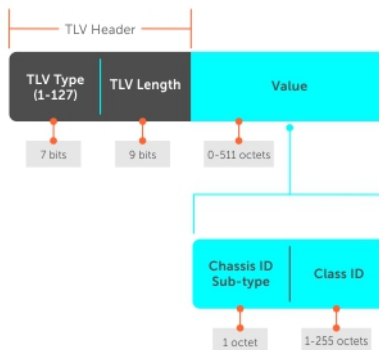 TLV Header
TLV Type
(1-127)
TLV Length
Value
7 bits
9 bits
0-511 octets
Chassis ID
Sub-type
Class ID
1 octet
1-255 octets